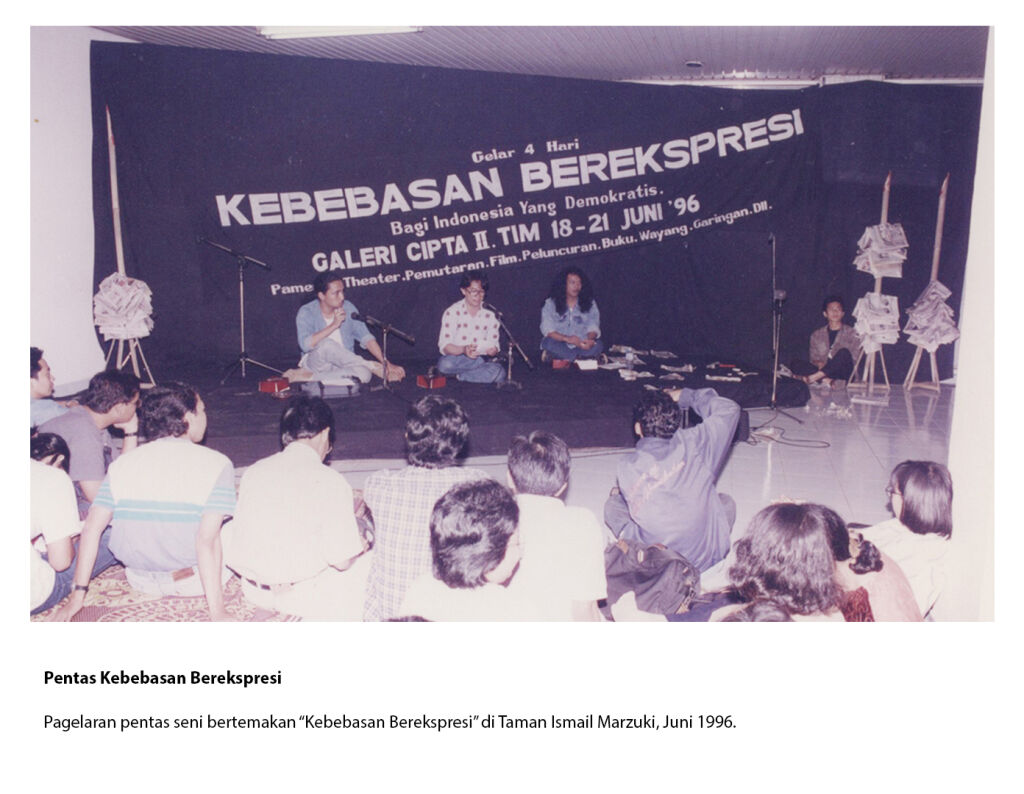 Gelar 4 Hari
KEBEBASAN BEREKSPRESI
Bagi Indonesia Yang Demokratis.
GALERI CIPTA II. TIM 18-21 JUNI '96
Theater.Pemutaran.Film.Peluncuran.Buku.Wayang.Garingan.Dll.
Pentas Kebebasan Berekspresi
Pagelaran pentas seni bertemakan “Kebebasan Berekspresi” di Taman Ismail Marzuki, Juni 1996.